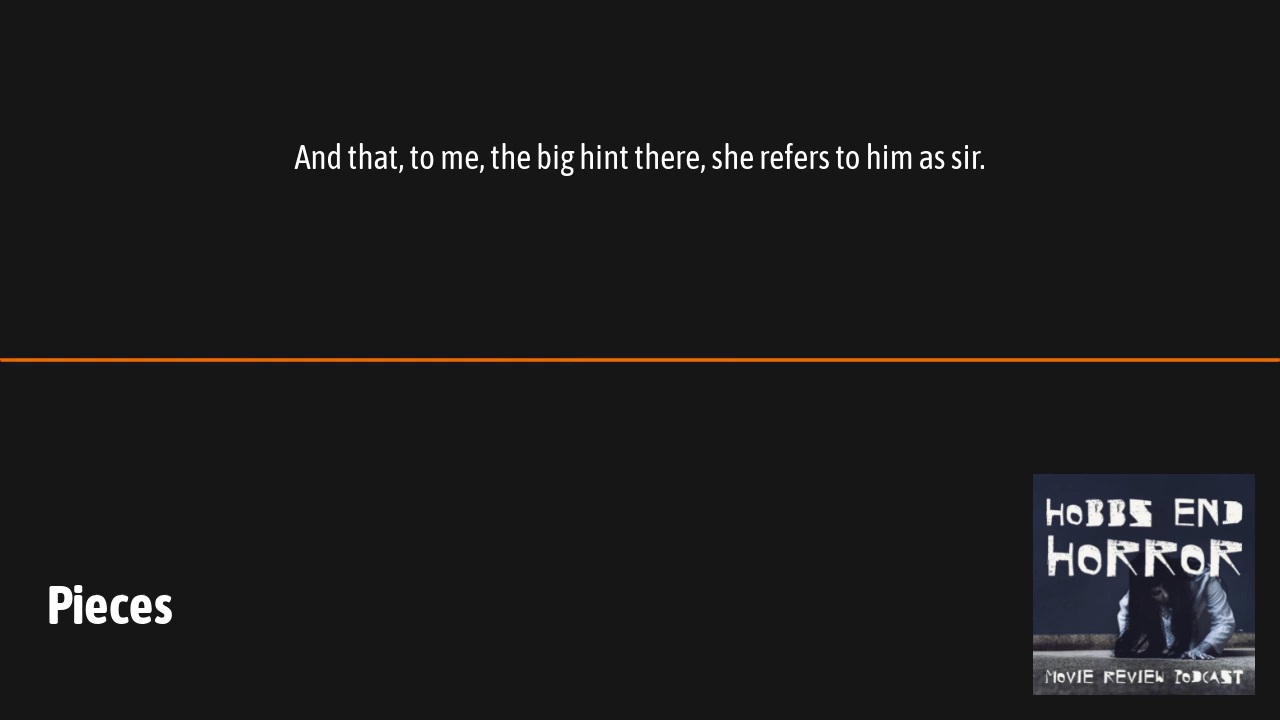 And that, to me, the big hint there, she refers to him as sir.
Pieces
HOBBS END
HORROR
MOVIE REVIEW PODCAST